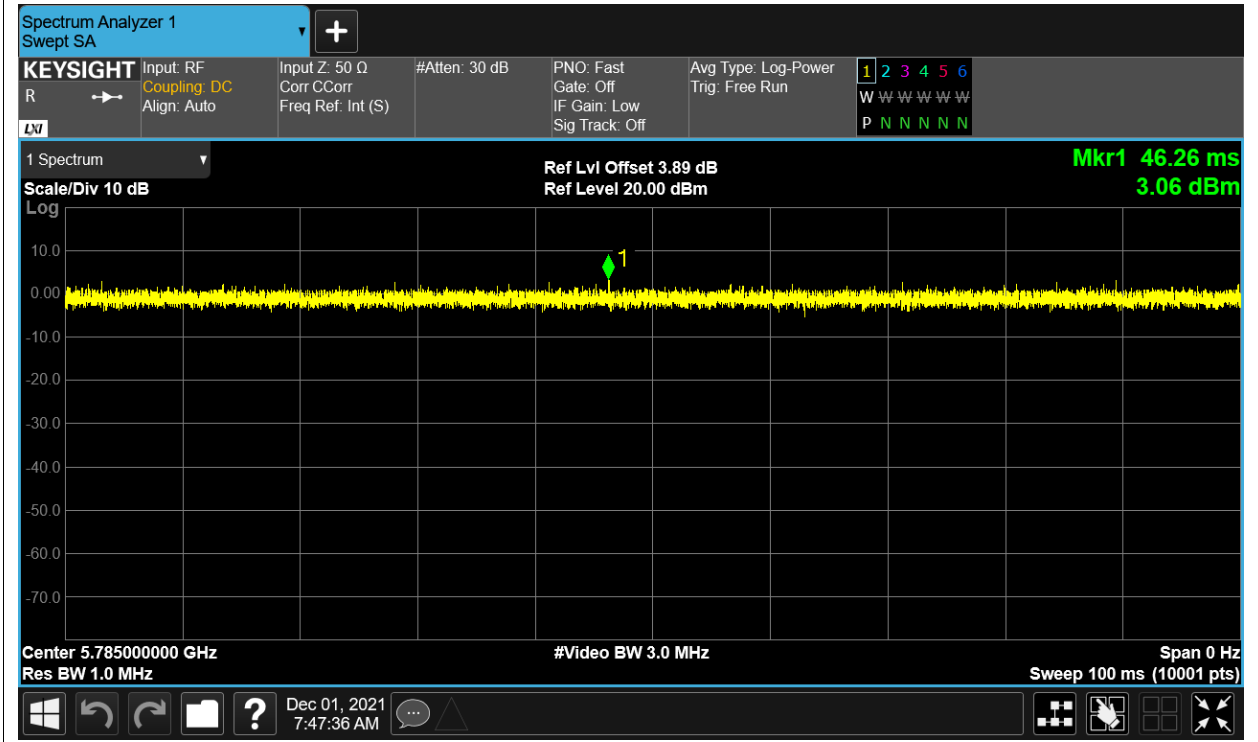 Spectrum Analyzer 1
Swept SA
KEYSIGHT
R
LXI
Input: RF
Coupling: DC
Align: Auto
Input Z: 50 Ω
Corr CCorr
Freq Ref: Int (S)
#Atten: 30 dB
PNO: Fast
Gate: Off
IF Gain: Low
Sig Track: Off
Avg Type: Log-Power
Trig: Free Run
1 2 3 4 5 6
W W W W W W
P N N N N N
1 Spectrum
Scale/Div 10 dB
Log
Ref Lvl Offset 3.89 dB
Ref Level 20.00 dBm
Mkr1 46.26 ms
3.06 dBm
1
10.0
0.00
-10.0
-20.0
-30.0
-40.0
-50.0
-60.0
-70.0
Center 5.785000000 GHz
#Video BW 3.0 MHz
Span 0 Hz
Res BW 1.0 MHz
Sweep 100 ms (10001 pts)
?
Dec 01, 2021
7:47:36 AM